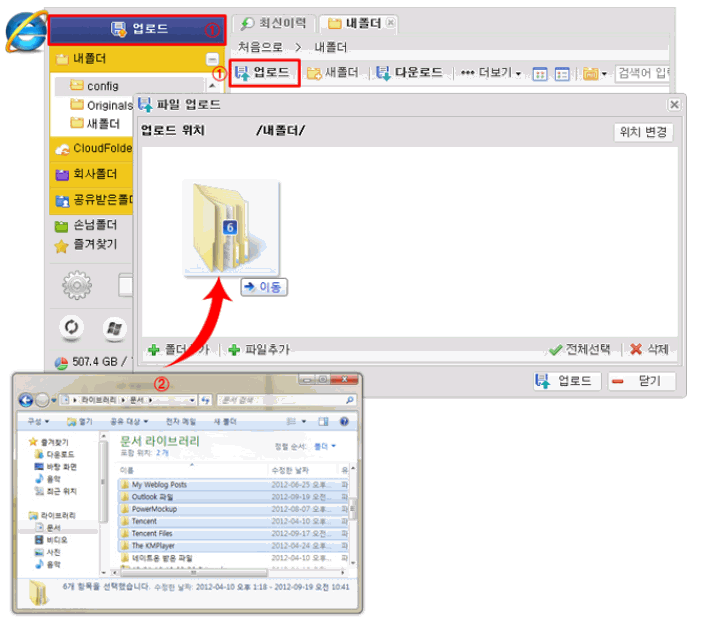 업로드 ①
최신이력 내폴더
처음으로 > 내폴더
내폴더
① 업로드 새폴더 다운로드 더보기
config
Originals
새폴더
CloudFolde
회사폴더
공유받은폴더
손님폴더
즐겨찾기
507.4 GB /
파일 업로드
업로드 위치 /내폴더/ 위치 변경
6
이동
폴더추가 파일추가 전체선택 삭제
업로드 닫기
②
라이브러리 ▸ 문서 ▸ 문서 검색
구성 열기 공유 대상 전자 메일 새 폴더
즐겨찾기
다운로드
바탕 화면
음악
최근 위치
라이브러리
문서
비디오
사진
음악
문서 라이브러리
포함 위치: 2개
정렬 순서: 폴더
이름 수정한 날짜 유
My Weblog Posts 2012-06-25 오후... 파
Outlook 파일 2012-09-19 오전... 파
PowerMockup 2012-08-07 오후... 파
Tencent 2012-04-10 오후... 파
Tencent Files 2012-09-17 오전... 파
The KMPlayer 2012-04-24 오후... 파
네이트온 받은 파일 2012-04-10 오후... 파
6개 항목을 선택했습니다. 수정한 날짜: 2012-04-10 오후 1:18 - 2012-09-19 오전 10:41